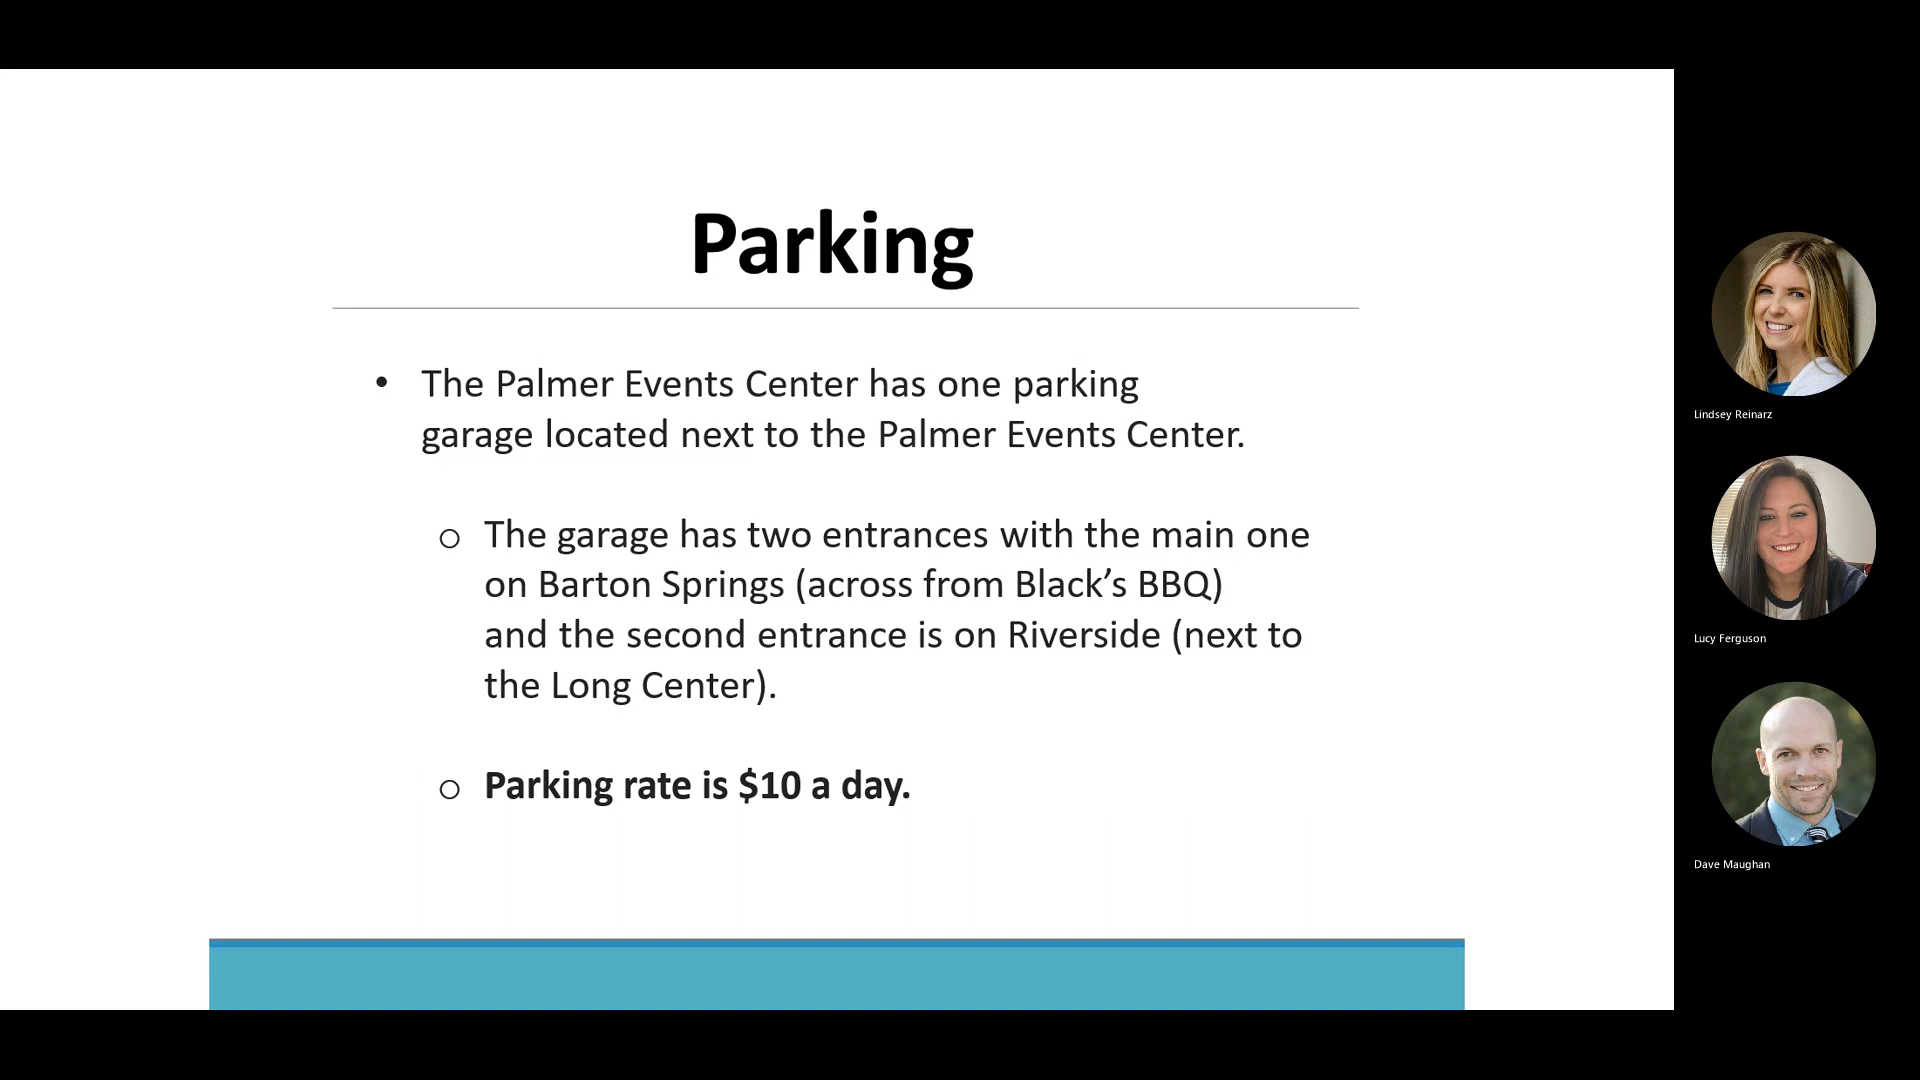 Parking
• The Palmer Events Center has one parking
garage located next to the Palmer Events Center.
o The garage has two entrances with the main one
on Barton Springs (across from Black’s BBQ)
and the second entrance is on Riverside (next to
the Long Center).
o Parking rate is $10 a day.
Lindsey Reinarz
Lucy Ferguson
Dave Maughan